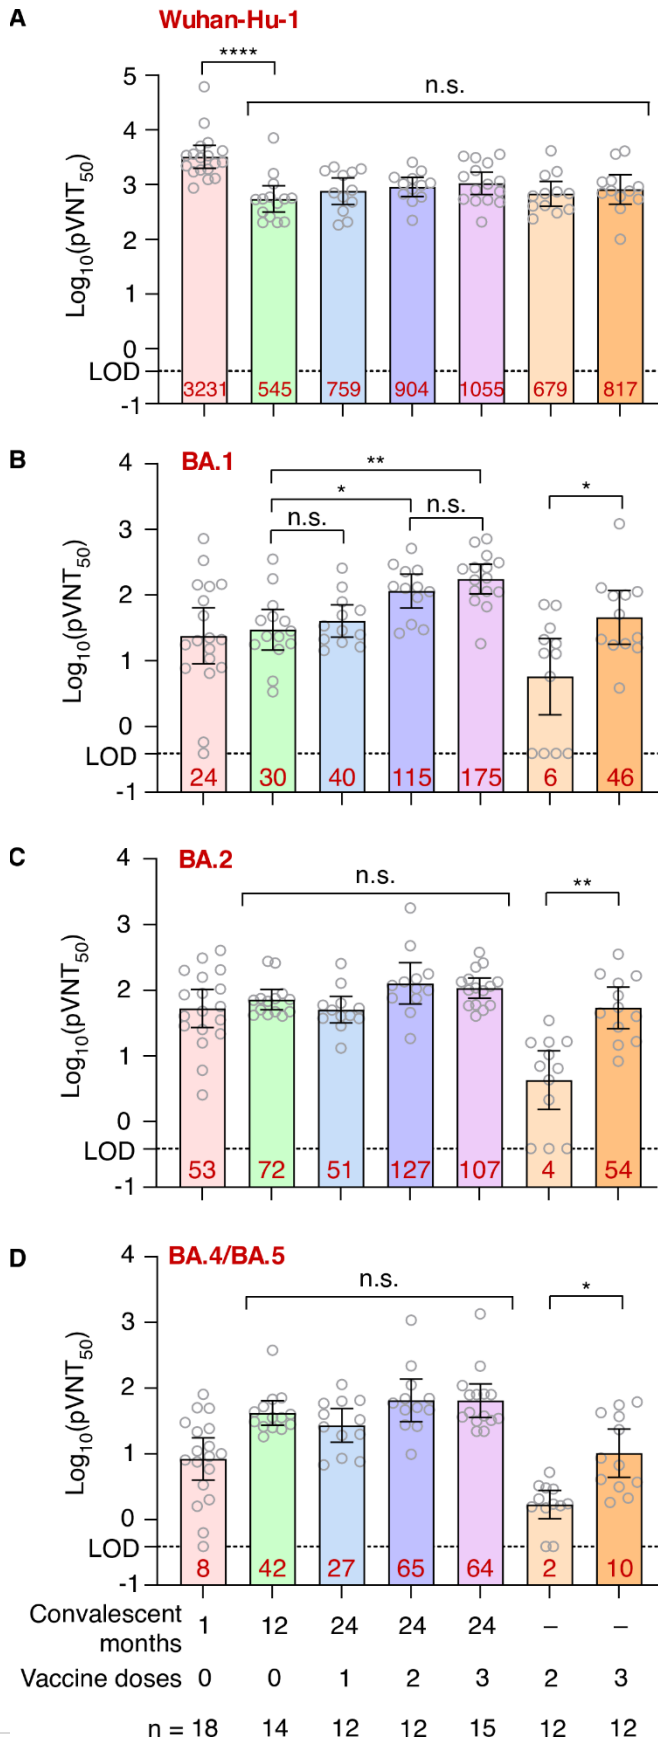 A
Wuhan-Hu-1
****
n.s.
5
4
3
2
1
0
LOD
-1
Log10(pVNT50)
3231 545 759 904 1055 679 817
B
BA.1
**
*
n.s.
n.s.
*
4
3
2
1
0
LOD
-1
Log10(pVNT50)
24 30 40 115 175 6 46
C
BA.2
n.s.
**
4
3
2
1
0
LOD
-1
Log10(pVNT50)
53 72 51 127 107 4 54
D
BA.4/BA.5
n.s.
*
4
3
2
1
0
LOD
-1
Log10(pVNT50)
8 42 27 65 64 2 10
Convalescent
months 1 12 24 24 24 – –
Vaccine doses 0 0 1 2 3 2 3
n = 18 14 12 12 15 12 12